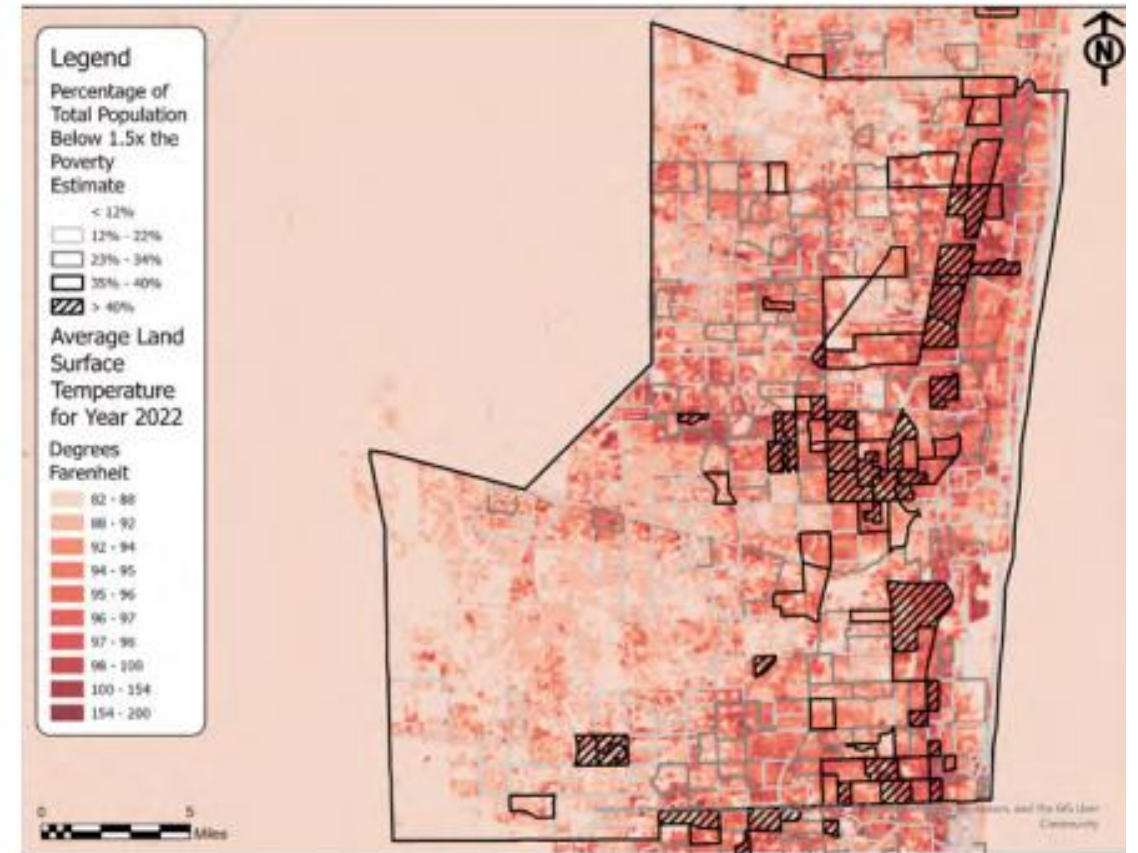 Legend
Percentage of
Total Population
Below 1.5x the
Poverty
Estimate
< 12%
12% - 22%
23% - 34%
35% - 40%
> 40%
Average Land
Surface
Temperature
for Year 2022
Degrees
Farenheit
82 - 88
88 - 92
92 - 94
94 - 95
95 - 96
96 - 97
97 - 98
98 - 100
100 - 154
154 - 200
N
0 5
Miles
and the GIS User
Community